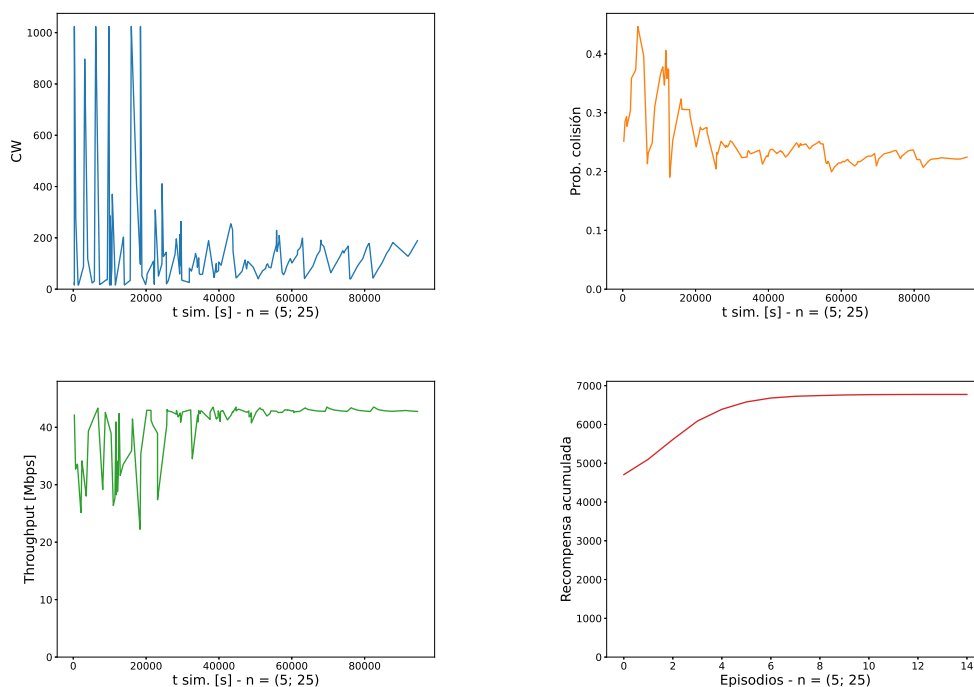 CW
1000
800
600
400
200
0
0 20000 40000 60000 80000
t sim. [s] - n = (5; 25)
Prob. colisión
0.4
0.3
0.2
0.1
0.0
0 20000 40000 60000 80000
t sim. [s] - n = (5; 25)
Throughput [Mbps]
40
30
20
10
0
0 20000 40000 60000 80000
t sim. [s] - n = (5; 25)
Recompensa acumulada
7000
6000
5000
4000
3000
2000
1000
0
0 2 4 6 8 10 12 14
Episodios - n = (5; 25)